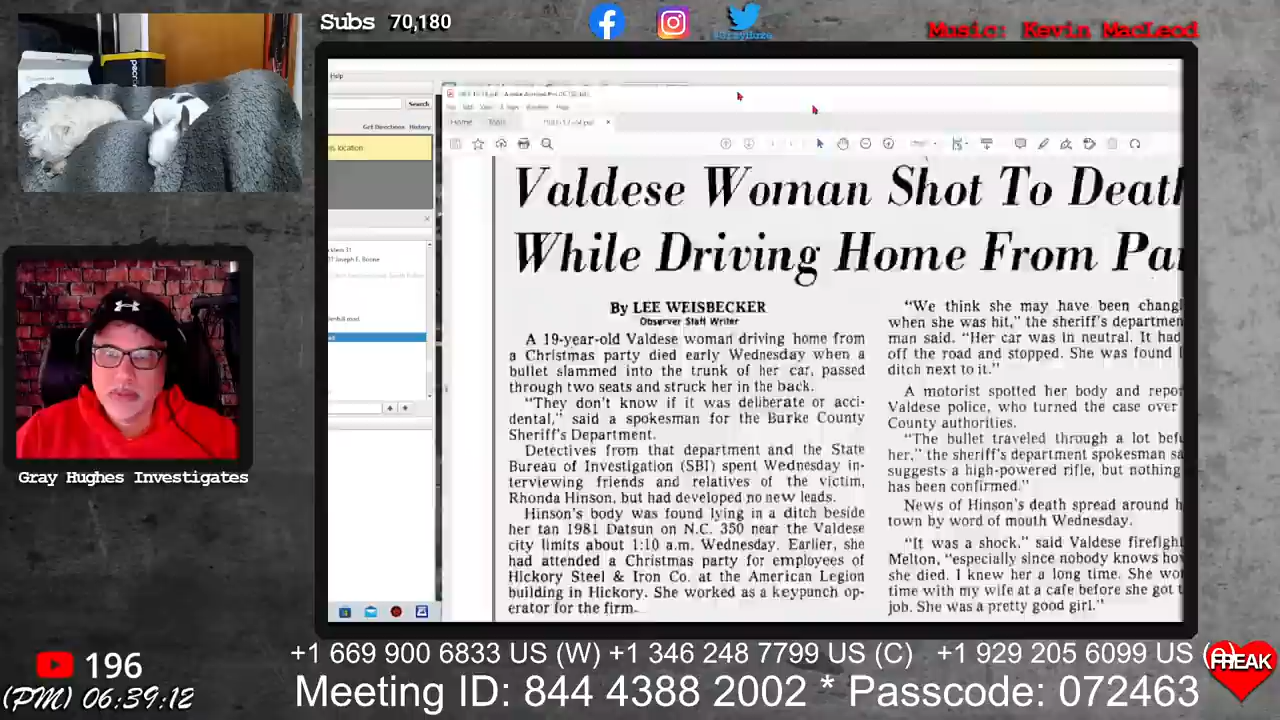 Subs 70,180
Music: Kevin MacLeod
Help
Search
Get Directions History
Home
Tools
Valdese Woman Shot To Death
While Driving Home From Pa
By LEE WEISBECKER
Observer Staff Writer
A 19-year-old Valdese woman driving home from
a Christmas party died early Wednesday when a
bullet slammed into the trunk of her car, passed
through two seats and struck her in the back.
"They don't know if it was deliberate or acci-
dental," said a spokesman for the Burke County
Sheriff's Department.
Detectives from that department and the State
Bureau of Investigation (SBI) spent Wednesday in-
terviewing friends and relatives of the victim,
Rhonda Hinson, but had developed no new leads.
Hinson's body was found lying in a ditch beside
her tan 1981 Datsun on N.C. 350 near the Valdese
city limits about 1:10 a.m. Wednesday. Earlier, she
had attended a Christmas party for employees of
Hickory Steel & Iron Co. at the American Legion
building in Hickory. She worked as a keypunch op-
erator for the firm.
"We think she may have been changi
when she was hit," the sheriff's departmen
man said. "Her car was in neutral. It had
off the road and stopped. She was found
ditch next to it."
A motorist spotted her body and repor
Valdese police, who turned the case over
County authorities.
"The bullet traveled through a lot befo
her," the sheriff's department spokesman sa
suggests a high-powered rifle, but nothing
has been confirmed."
News of Hinson's death spread around h
town by word of mouth Wednesday.
"It was a shock," said Valdese firefight
Melton, "especially since nobody knows how
she died. I knew her a long time. She wor
time with my wife at a cafe before she got
job. She was a pretty good girl."
Gray Hughes Investigates
196
(PM) 06:39:12
+1 669 900 6833 US (W) +1 346 248 7799 US (C) +1 929 205 6099 US
FREAK
Meeting ID: 844 4388 2002 * Passcode: 072463